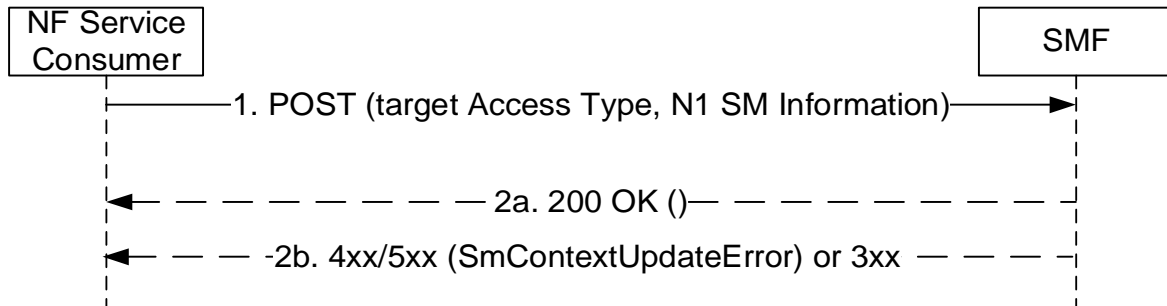 NF Service
Consumer
SMF
1. POST (target Access Type, N1 SM Information)
2a. 200 OK ()
2b. 4xx/5xx (SmContextUpdateError) or 3xx